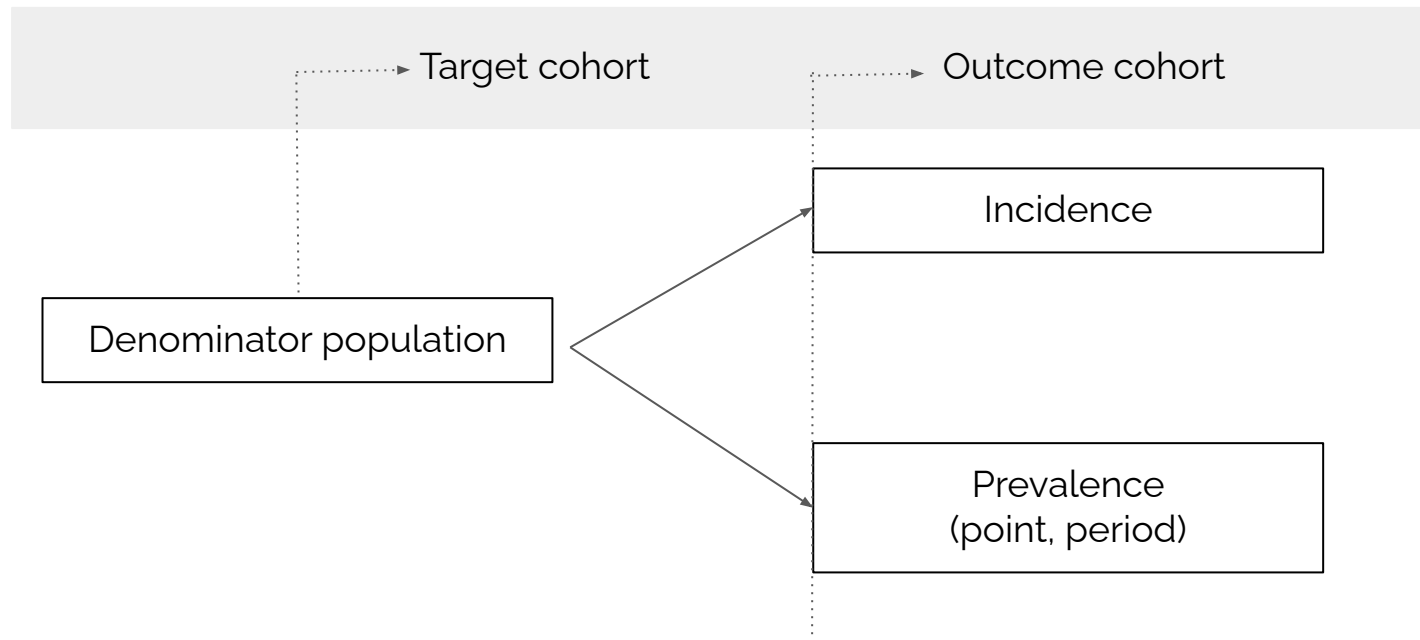 Target cohort
Outcome cohort
Incidence
Denominator population
Prevalence
(point, period)